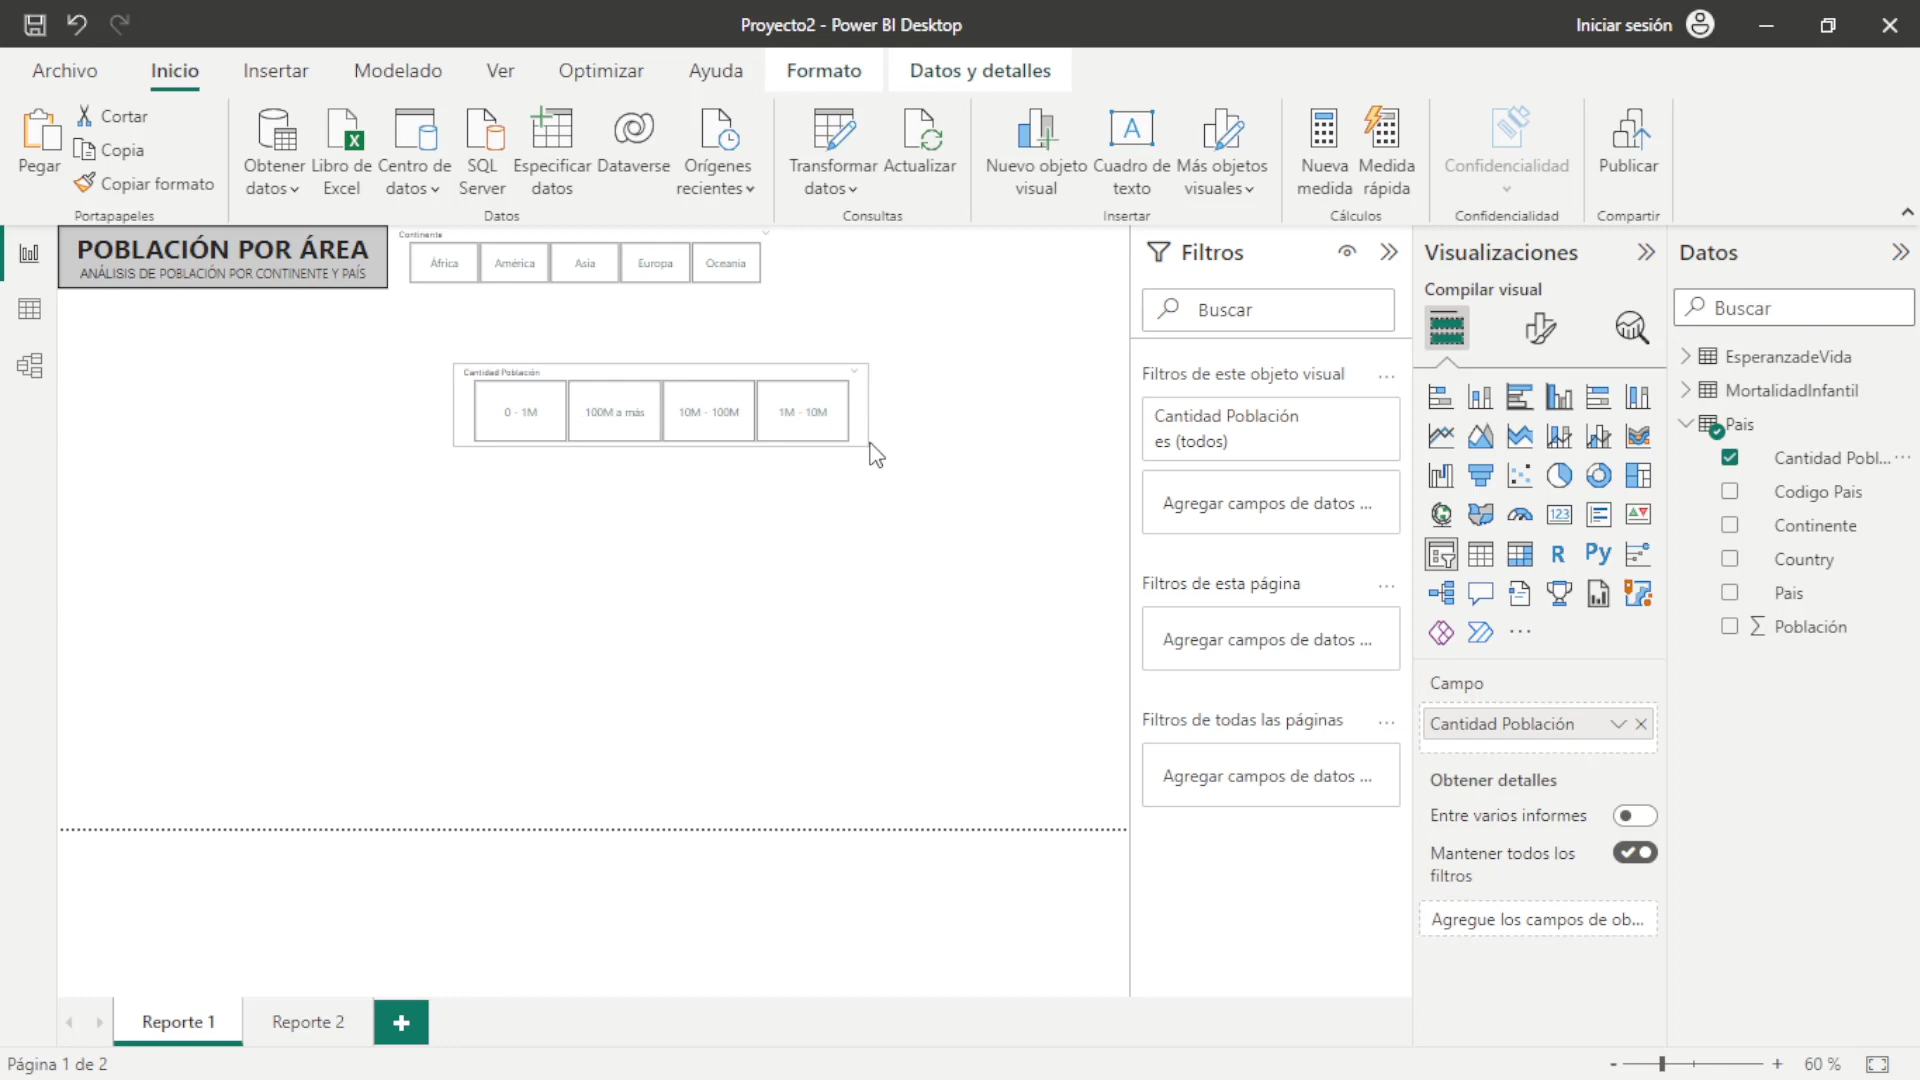 Proyecto2 - Power BI Desktop
Iniciar sesión
Archivo
Inicio
Insertar
Modelado
Ver
Optimizar
Ayuda
Formato
Datos y detalles
Pegar
Cortar
Copia
Copiar formato
Portapapeles
Obtener
datos
Libro de
Excel
Centro de
datos
SQL
Server
Especificar
datos
Dataverse
Orígenes
recientes
Datos
Transformar
datos
Actualizar
Consultas
Nuevo objeto
visual
Cuadro de
texto
Más objetos
visuales
Insertar
Nueva
medida
Medida
rápida
Cálculos
Confidencialidad
Confidencialidad
Publicar
Compartir
POBLACIÓN POR ÁREA
ANÁLISIS DE POBLACIÓN POR CONTINENTE Y PAÍS
Continente
África
América
Asia
Europa
Oceania
Cantidad Población
0 - 1M
100M a más
10M - 100M
1M - 10M
Filtros
Buscar
Filtros de este objeto visual
...
Cantidad Población
es (todos)
Agregar campos de datos ...
Filtros de esta página
...
Agregar campos de datos ...
Filtros de todas las páginas
...
Agregar campos de datos ...
Visualizaciones
Compilar visual
123
R
Py
...
Campo
Cantidad Población
Obtener detalles
Entre varios informes
Mantener todos los
filtros
Agregue los campos de ob...
Datos
Buscar
EsperanzadeVida
MortalidadInfantil
Pais
Cantidad Pobl... ...
Codigo Pais
Continente
Country
Pais
∑ Población
Reporte 1
Reporte 2
+
Página 1 de 2
- + 60 %